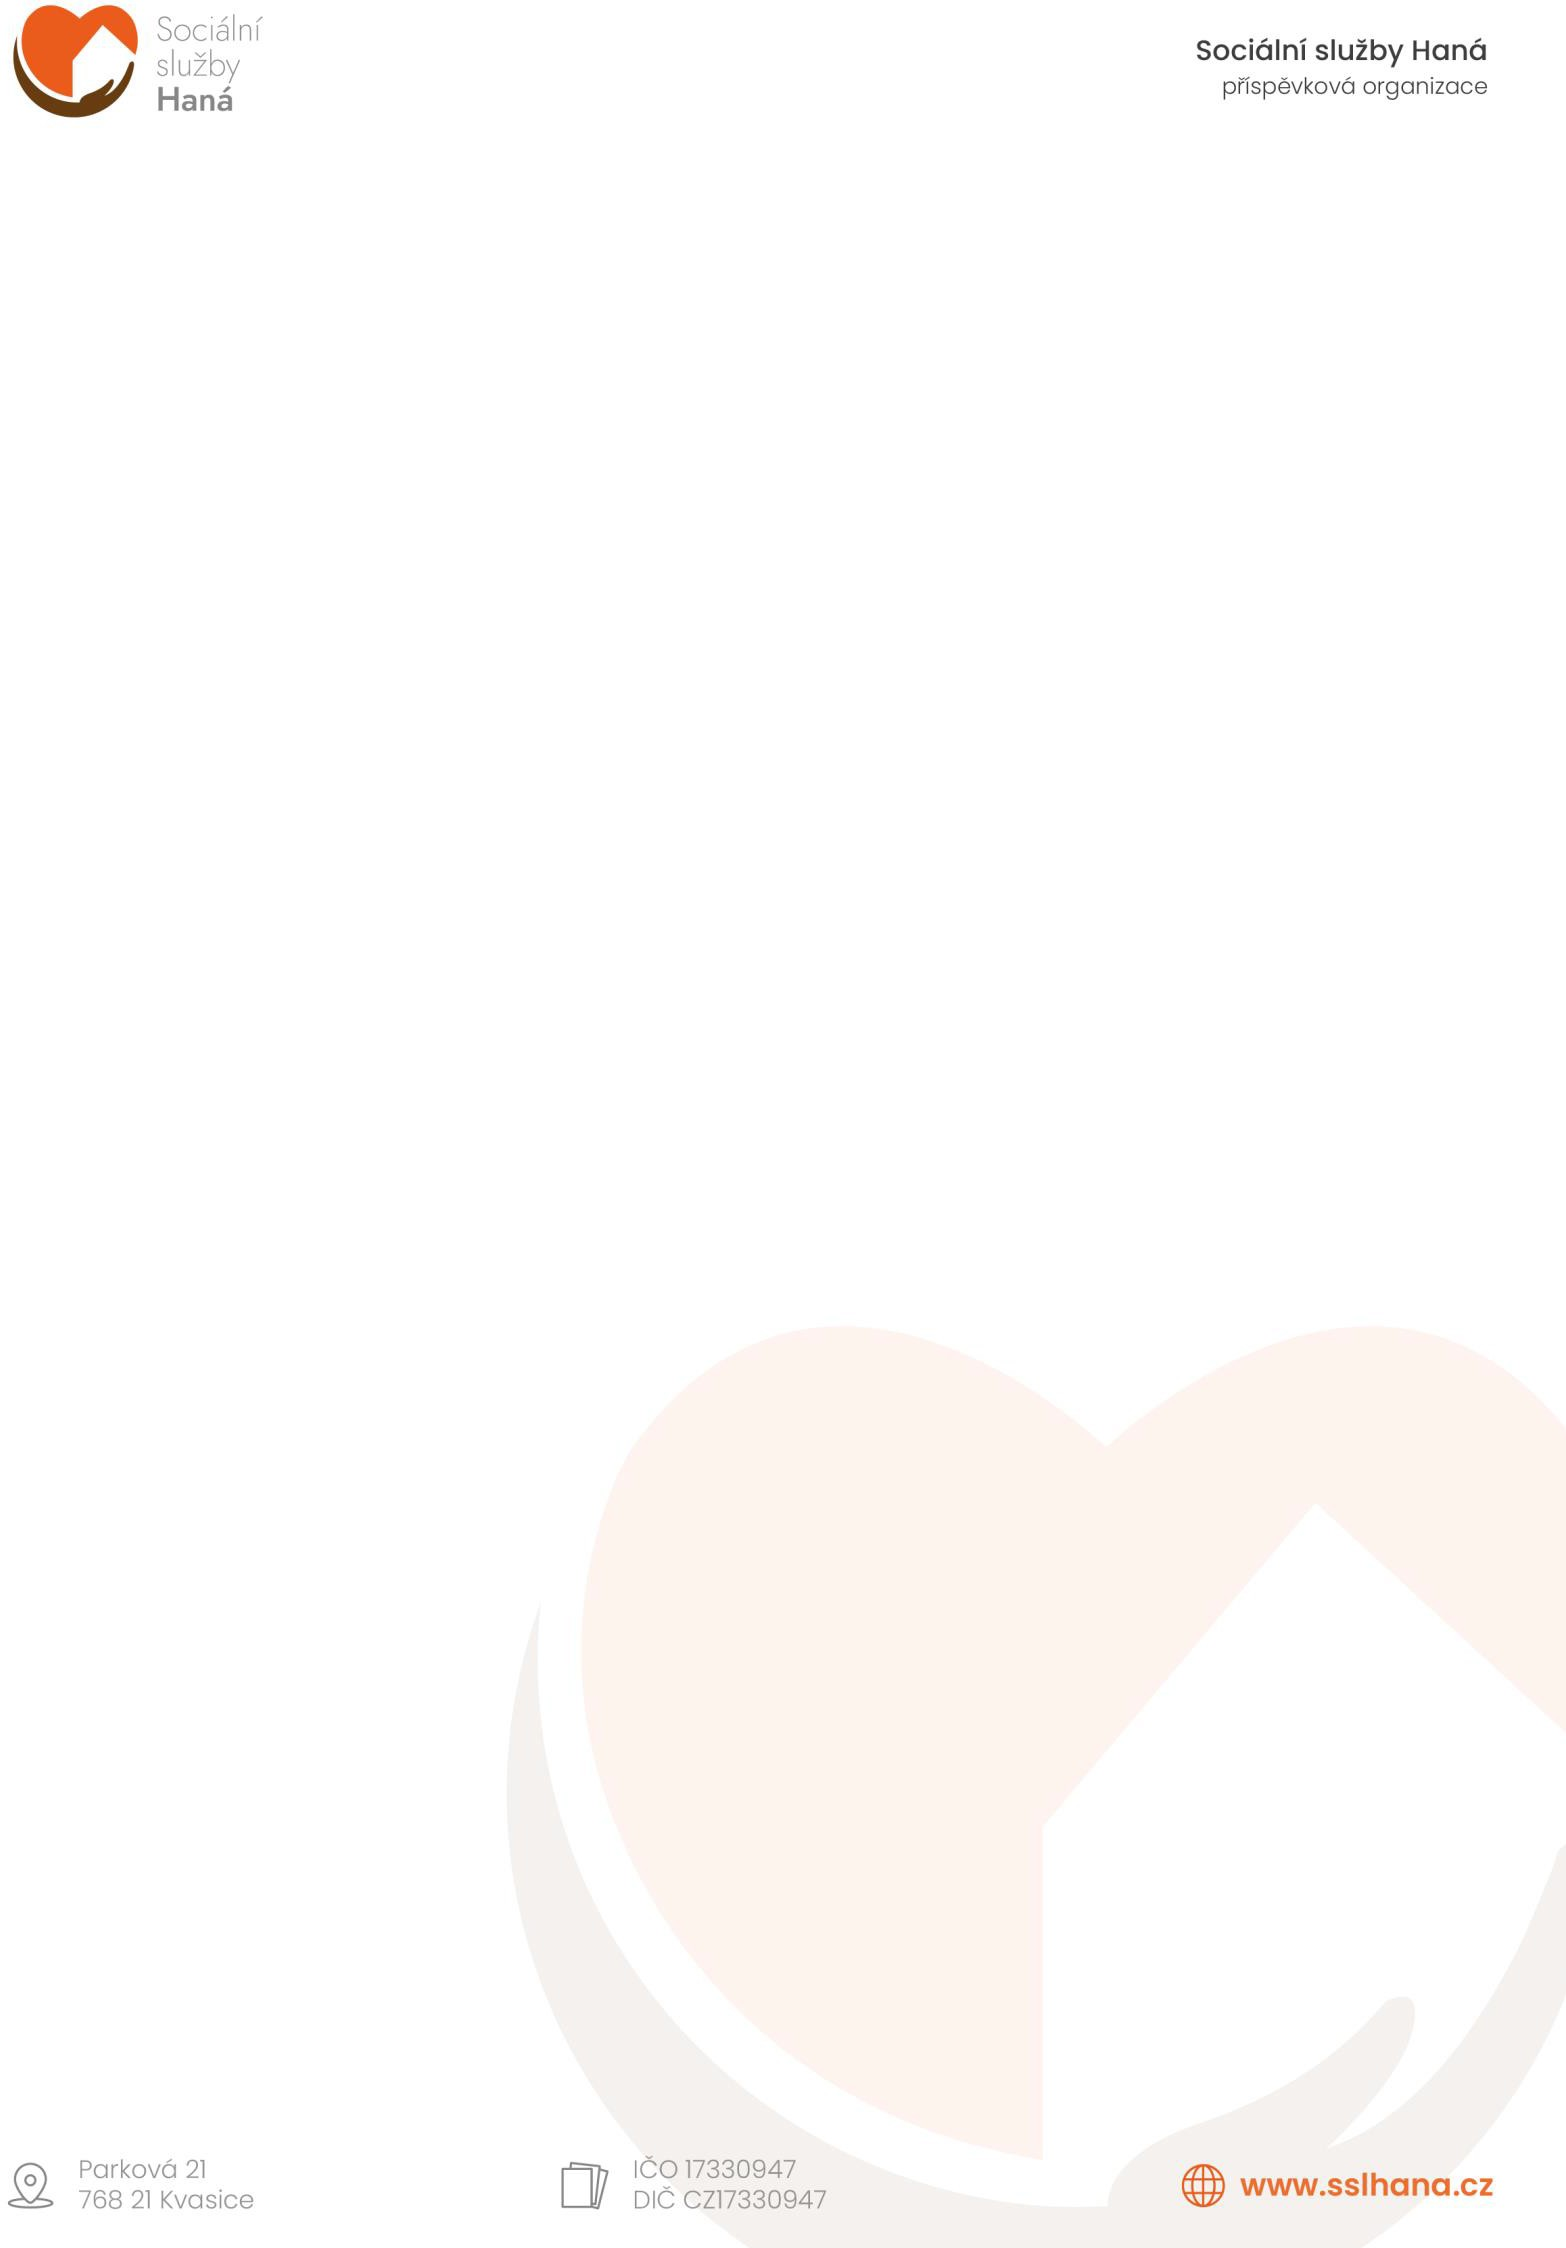 Sociální
služby
Haná
Sociální služby Haná
příspěvková organizace
Parková 21
768 21 Kvasice
IČO 17330947
DIČ CZ17330947
www.sslhana.cz